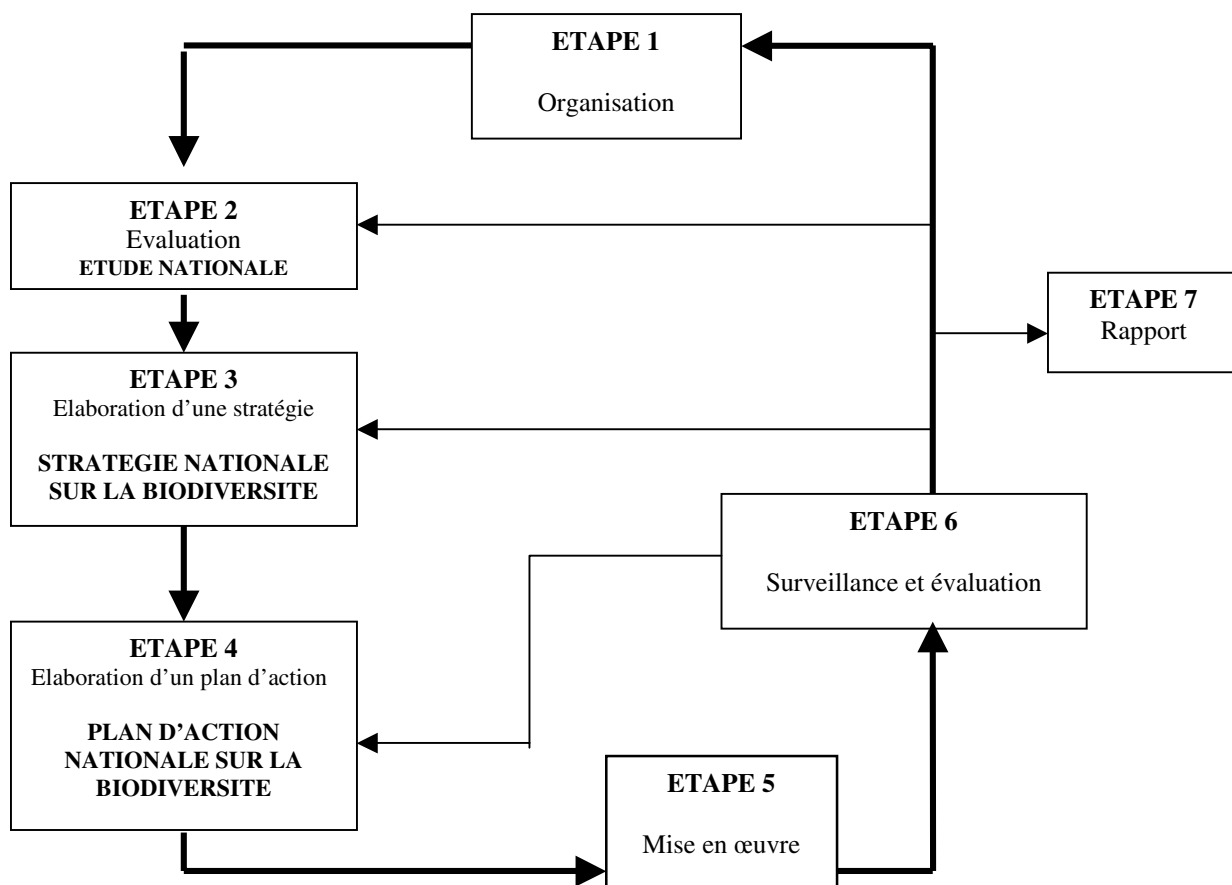 ETAPE 1
Organisation
ETAPE 2
Evaluation
ETUDE NATIONALE
ETAPE 3
Elaboration d’une stratégie
STRATEGIE NATIONALE
SUR LA BIODIVERSITE
ETAPE 4
Elaboration d’un plan d’action
PLAN D’ACTION
NATIONALE SUR LA
BIODIVERSITE
ETAPE 5
Mise en œuvre
ETAPE 6
Surveillance et évaluation
ETAPE 7
Rapport